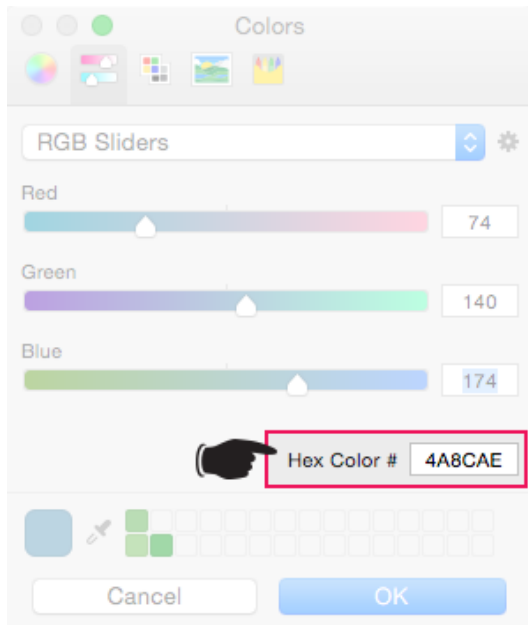 Colors
RGB Sliders
Red
74
Green
140
Blue
174
Hex Color # 4A8CAE
Cancel OK